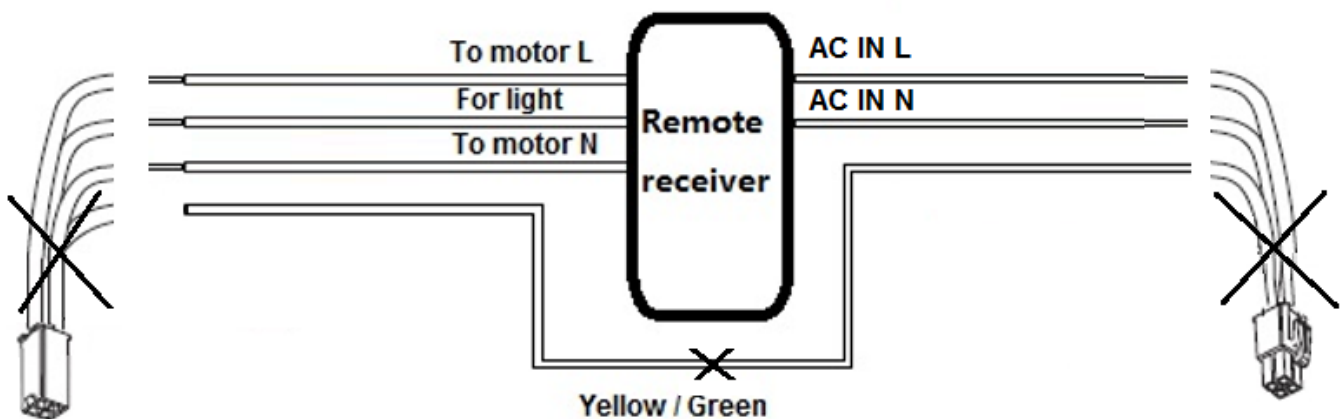 To motor L
For light
To motor N
Remote
receiver
AC IN L
AC IN N
Yellow / Green